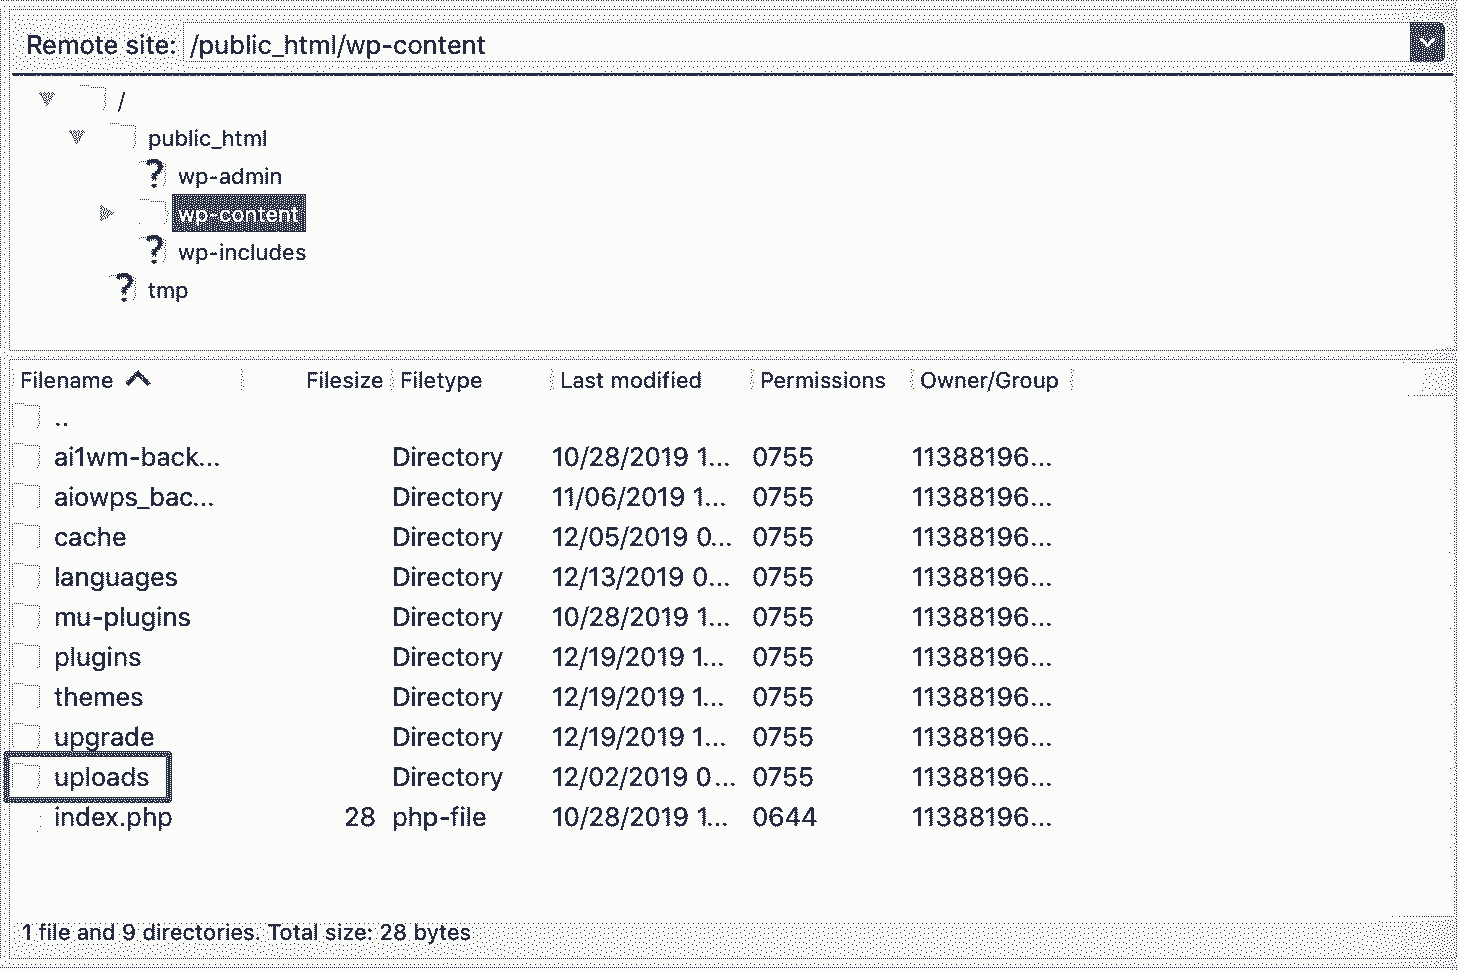 Remote site: /public_html/wp-content
/
public_html
? wp-admin
wp-content
? wp-includes
? tmp
Filename Filesize Filetype Last modified Permissions Owner/Group
..
ai1wm-back... Directory 10/28/2019 1... 0755 11388196...
aiowps_bac... Directory 11/06/2019 1... 0755 11388196...
cache Directory 12/05/2019 0... 0755 11388196...
languages Directory 12/13/2019 0... 0755 11388196...
mu-plugins Directory 10/28/2019 1... 0755 11388196...
plugins Directory 12/19/2019 1... 0755 11388196...
themes Directory 12/19/2019 1... 0755 11388196...
upgrade Directory 12/19/2019 1... 0755 11388196...
uploads Directory 12/02/2019 0... 0755 11388196...
index.php 28 php-file 10/28/2019 1... 0644 11388196...
1 file and 9 directories. Total size: 28 bytes